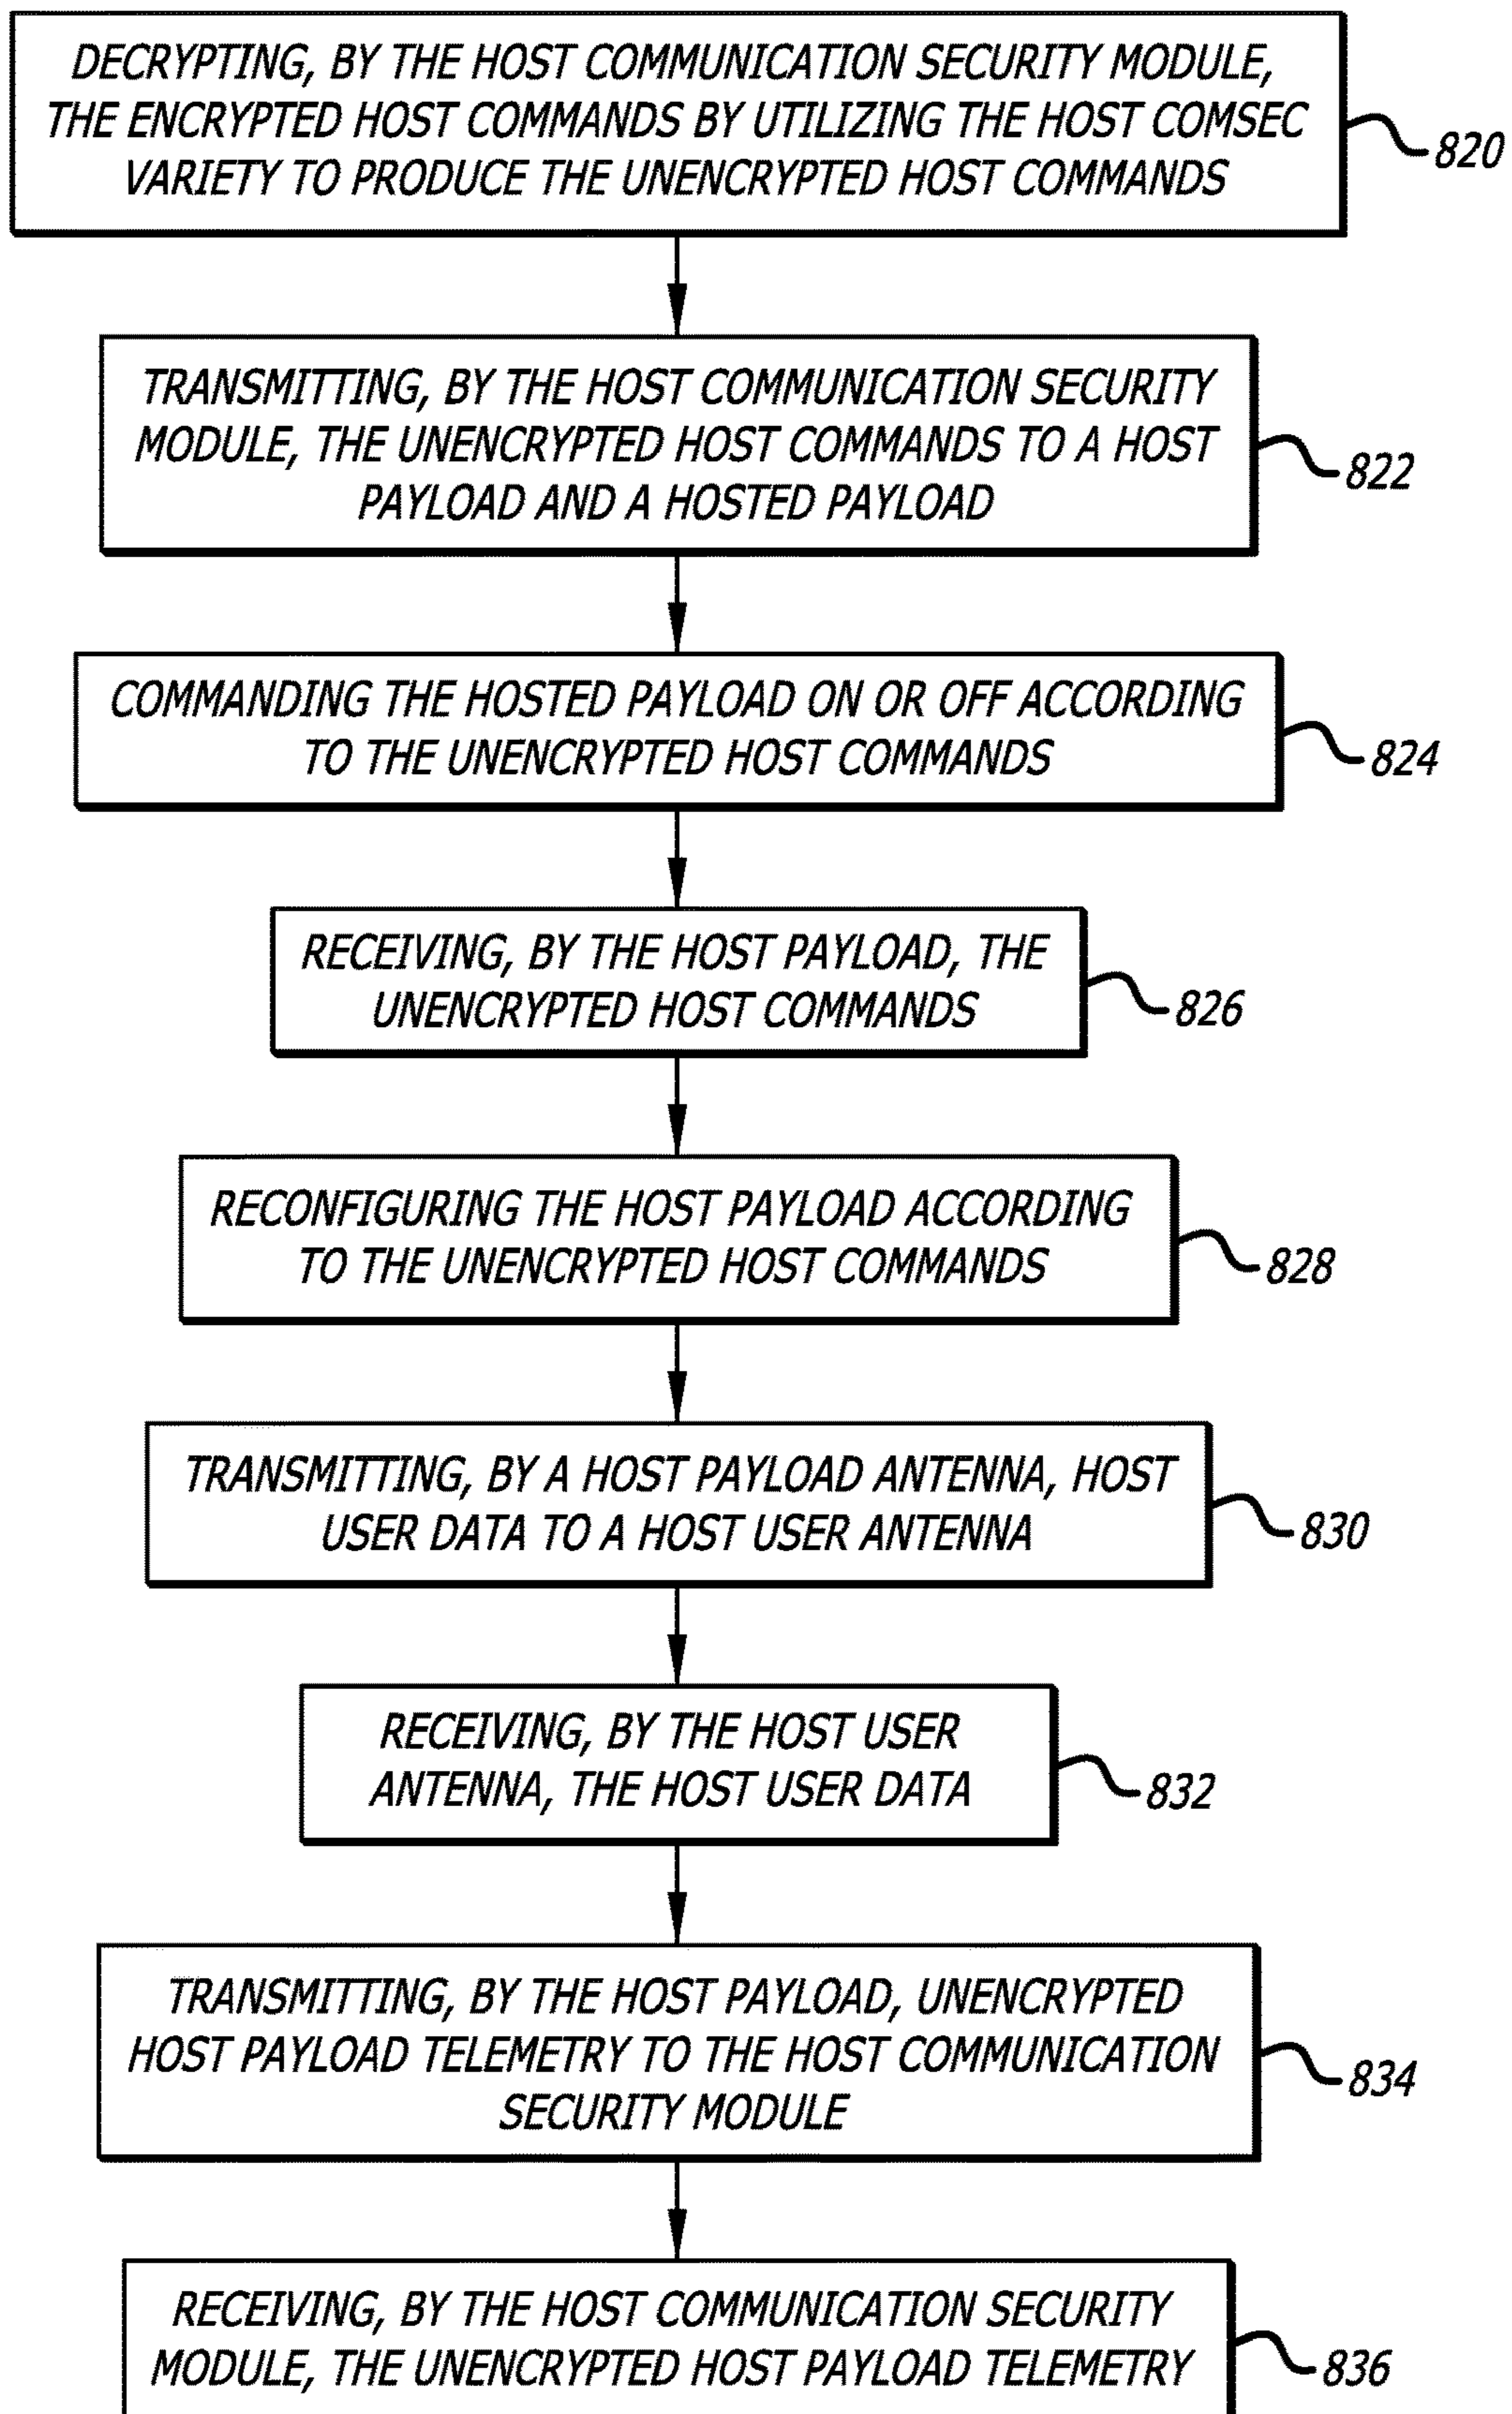 DECRYPTING, BY THE HOST COMMUNICATION SECURITY MODULE,
THE ENCRYPTED HOST COMMANDS BY UTILIZING THE HOST COMSEC
VARIETY TO PRODUCE THE UNENCRYPTED HOST COMMANDS
820
TRANSMITTING, BY THE HOST COMMUNICATION SECURITY
MODULE, THE UNENCRYPTED HOST COMMANDS TO A HOST
PAYLOAD AND A HOSTED PAYLOAD
822
COMMANDING THE HOSTED PAYLOAD ON OR OFF ACCORDING
TO THE UNENCRYPTED HOST COMMANDS
824
RECEIVING, BY THE HOST PAYLOAD, THE
UNENCRYPTED HOST COMMANDS
826
RECONFIGURING THE HOST PAYLOAD ACCORDING
TO THE UNENCRYPTED HOST COMMANDS
828
TRANSMITTING, BY A HOST PAYLOAD ANTENNA, HOST
USER DATA TO A HOST USER ANTENNA
830
RECEIVING, BY THE HOST USER
ANTENNA, THE HOST USER DATA
832
TRANSMITTING, BY THE HOST PAYLOAD, UNENCRYPTED
HOST PAYLOAD TELEMETRY TO THE HOST COMMUNICATION
SECURITY MODULE
834
RECEIVING, BY THE HOST COMMUNICATION SECURITY
MODULE, THE UNENCRYPTED HOST PAYLOAD TELEMETRY
836